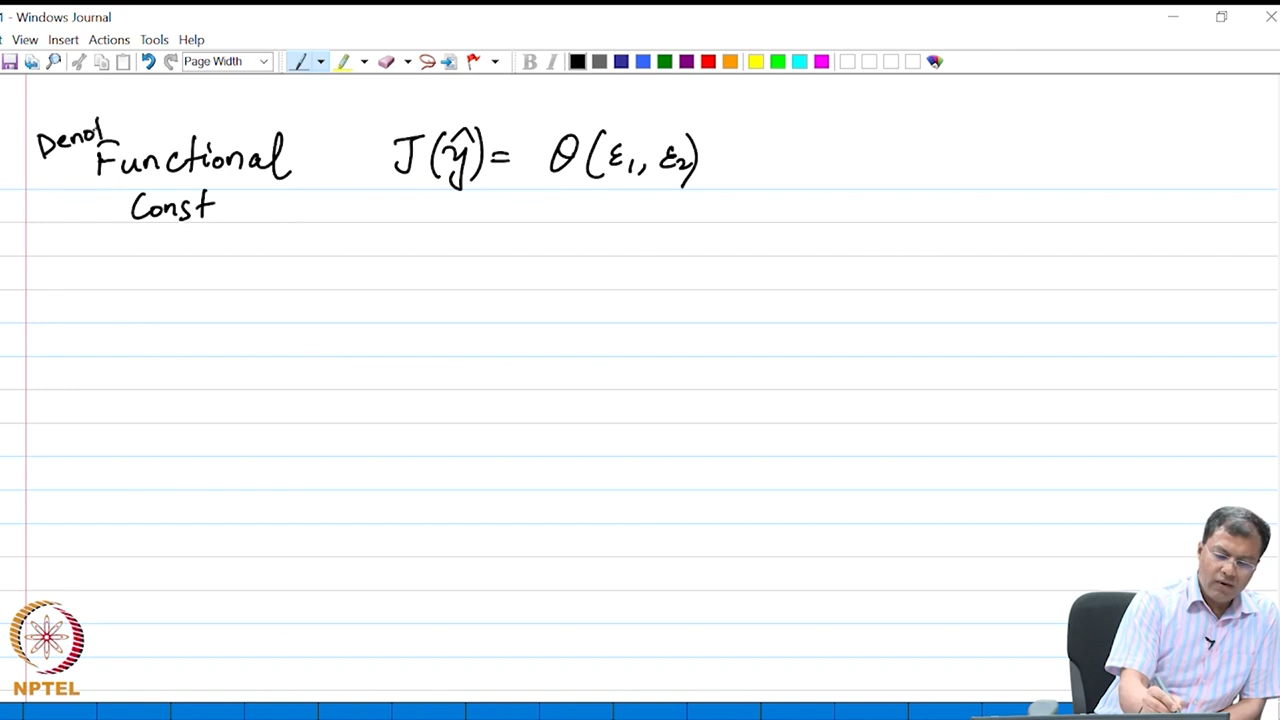 1 - Windows Journal
t View Insert Actions Tools Help
Page Width
B I
Denot
Functional J(ŷ) = θ(ε₁, ε₂)
Const
NPTEL